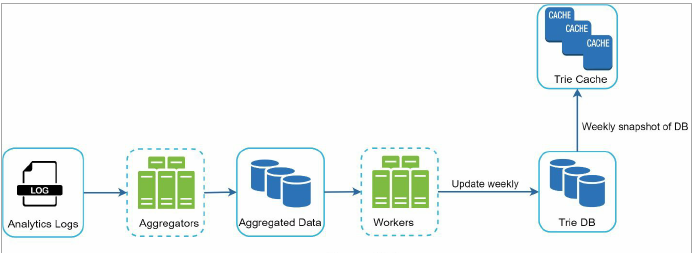 CACHE
CACHE
CACHE
Trie Cache
Weekly snapshot of DB
LOG
Update weekly
Analytics Logs
Aggregators
Aggregated Data
Workers
Trie DB